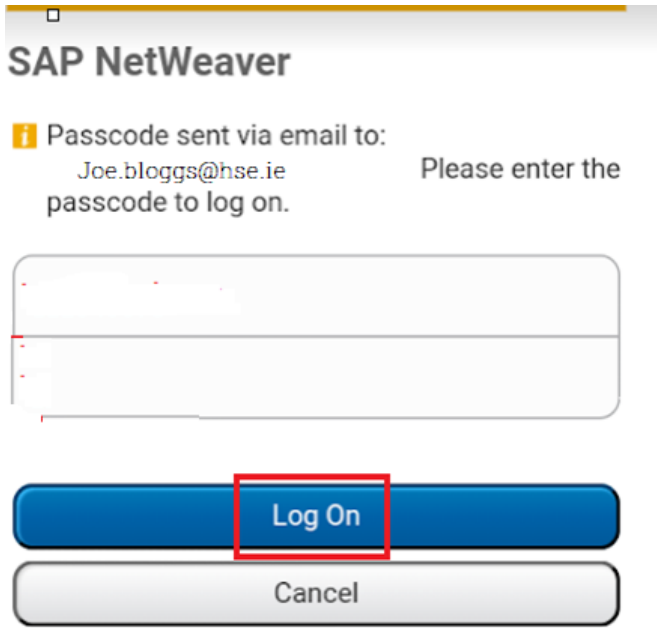 SAP NetWeaver
i Passcode sent via email to:
Joe.bloggs@hse.ie Please enter the
passcode to log on.
Log On
Cancel